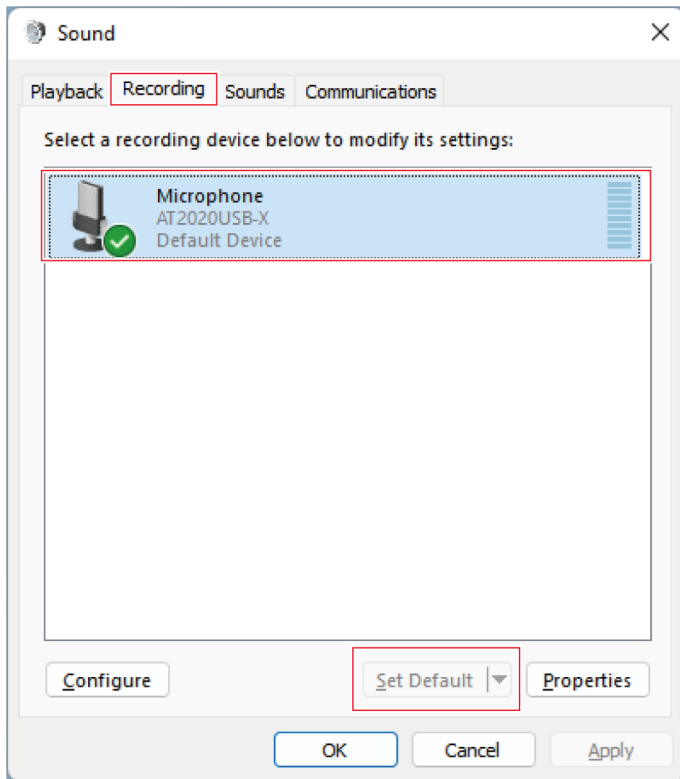 Sound
Playback Recording Sounds Communications
Select a recording device below to modify its settings:
Microphone
AT2020USB-X
Default Device
Configure Set Default Properties
OK Cancel Apply